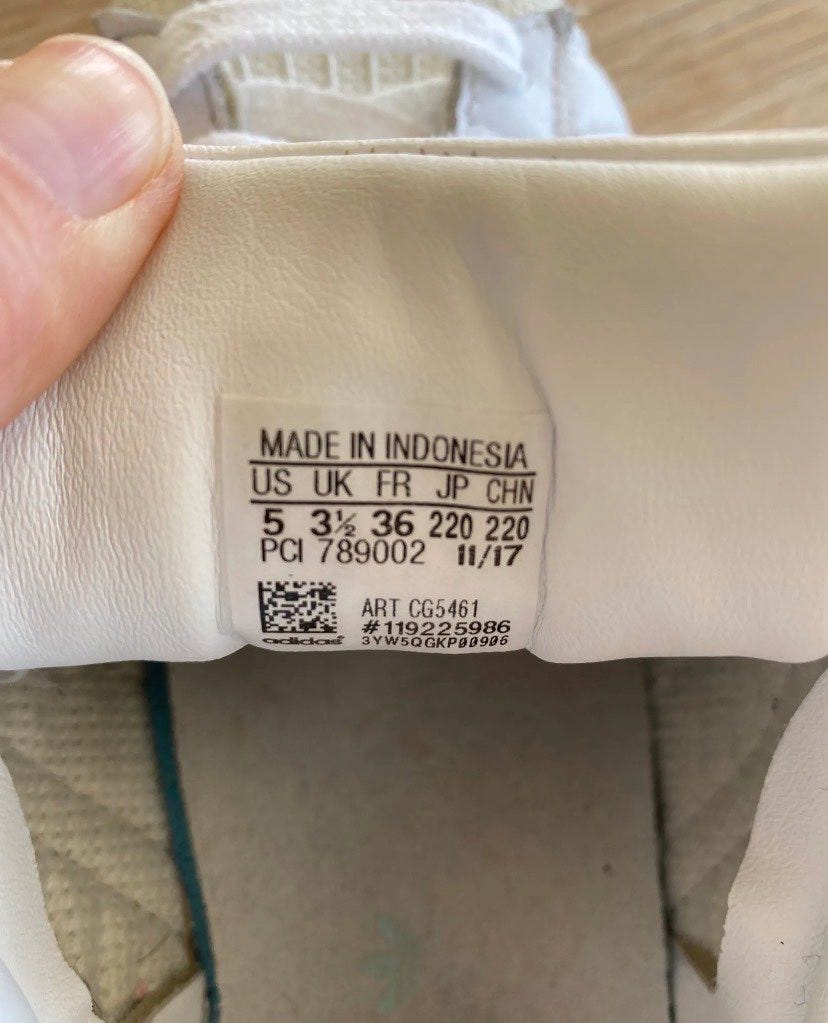 MADE IN INDONESIA
US UK FR JP CHN
5 3½ 36 220 220
PCI 789002 11/17
ART CG5461
#119225986
adidas 3YW5QGKP00906